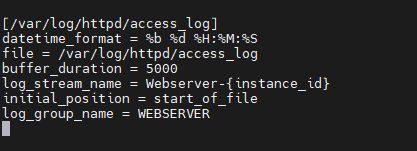 [/var/log/httpd/access_log]
datetime_format = %b %d %H:%M:%S
file = /var/log/httpd/access_log
buffer_duration = 5000
log_stream_name = Webserver-{instance_id}
initial_position = start_of_file
log_group_name = WEBSERVER